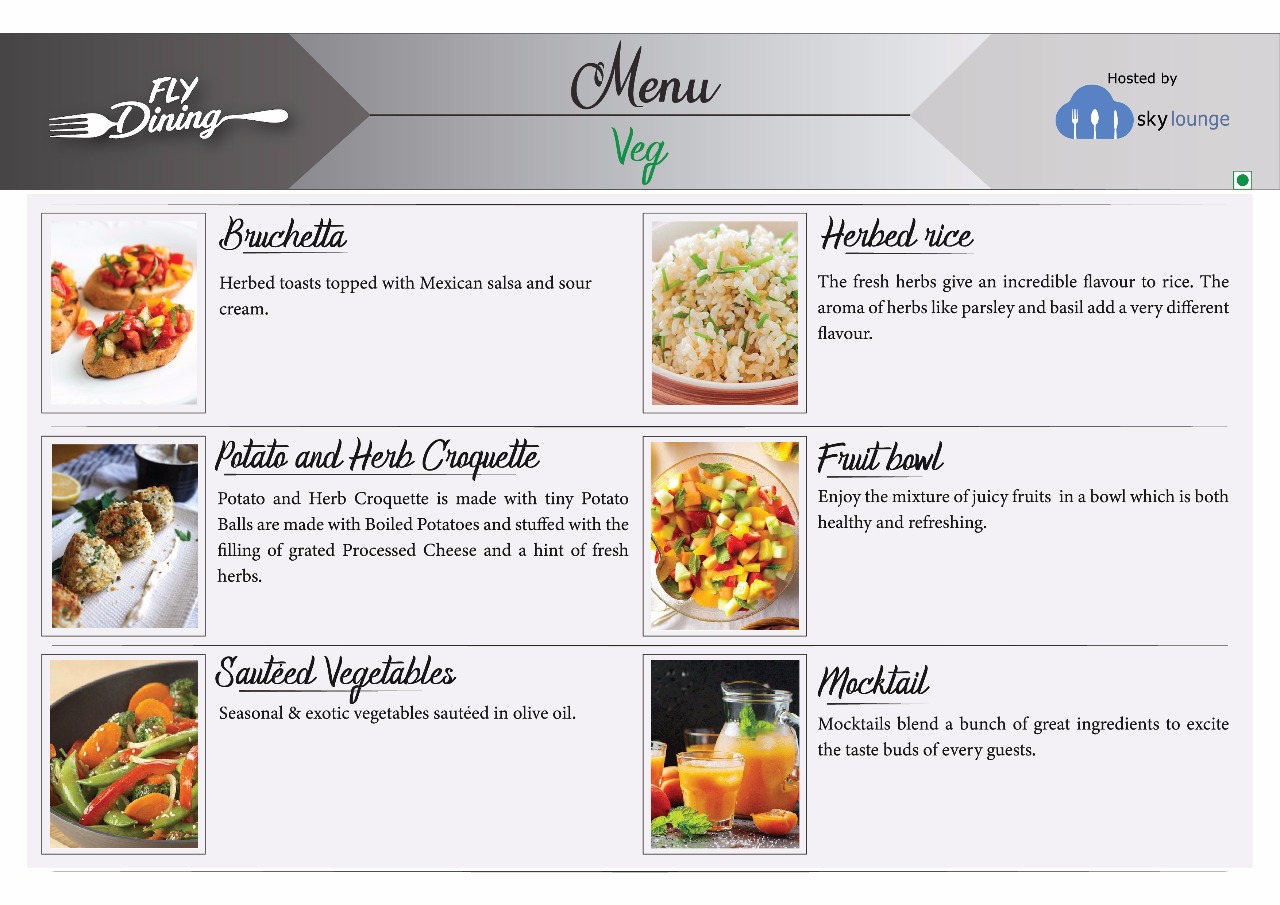 FLY
Dining
Menu
Veg
Hosted by
sky lounge
Bruchetta
Herbed toasts topped with Mexican salsa and sour
cream.
Herbed rice
The fresh herbs give an incredible flavour to rice. The
aroma of herbs like parsley and basil add a very different
flavour.
Potato and Herb Croquette
Potato and Herb Croquette is made with tiny Potato
Balls are made with Boiled Potatoes and stuffed with the
filling of grated Processed Cheese and a hint of fresh
herbs.
Fruit bowl
Enjoy the mixture of juicy fruits in a bowl which is both
healthy and refreshing.
Sautéed Vegetables
Seasonal & exotic vegetables sautéed in olive oil.
Mocktail
Mocktails blend a bunch of great ingredients to excite
the taste buds of every guests.